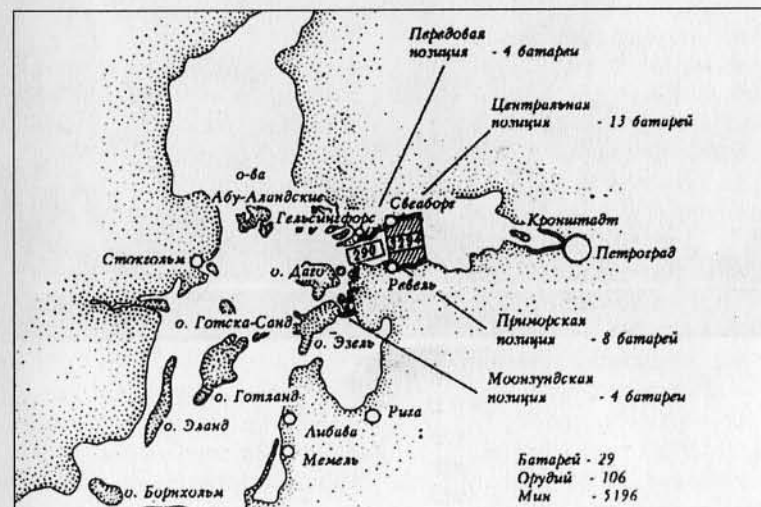 Передовая
позиция - 4 батареи
Центральная
позиция - 13 батарей
о-ва
Абу-Аландские
Свеаборг
Гельсингфорс
Кронштадт
Петроград
Стокгольм
290
о. Даго
Ревель
о. Готска-Санд
Приморская
позиция - 8 батарей
о. Эзель
Моонзундская
позиция - 4 батареи
о. Готланд
Рига
о. Эланд
Либава
Мемель
Батарей - 29
Орудий - 106
Мин - 5196
о. Борнхольм